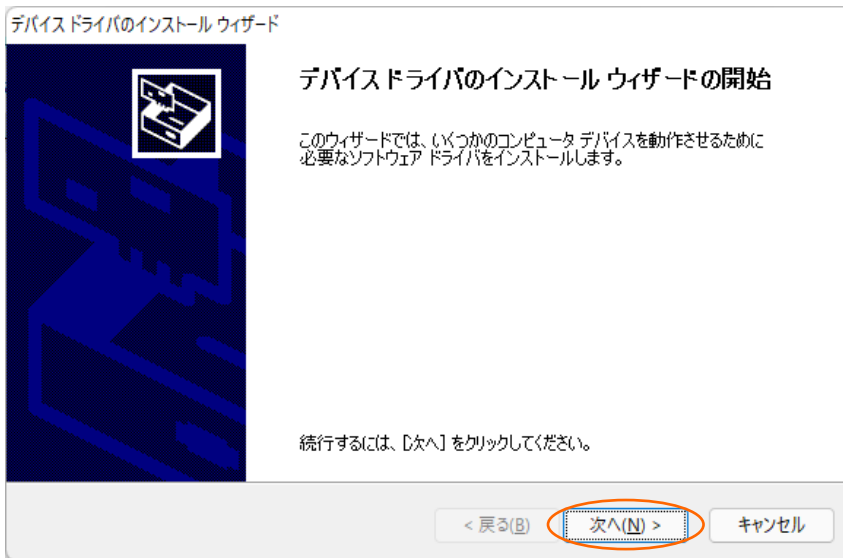 デバイス ドライバのインストール ウィザード
デバイス ドライバのインストール ウィザードの開始
このウィザードでは、いくつかのコンピュータ デバイスを動作させるために
必要なソフトウェア ドライバをインストールします。
続行するには、[次へ] をクリックしてください。
< 戻る(B) 次へ(N) > キャンセル